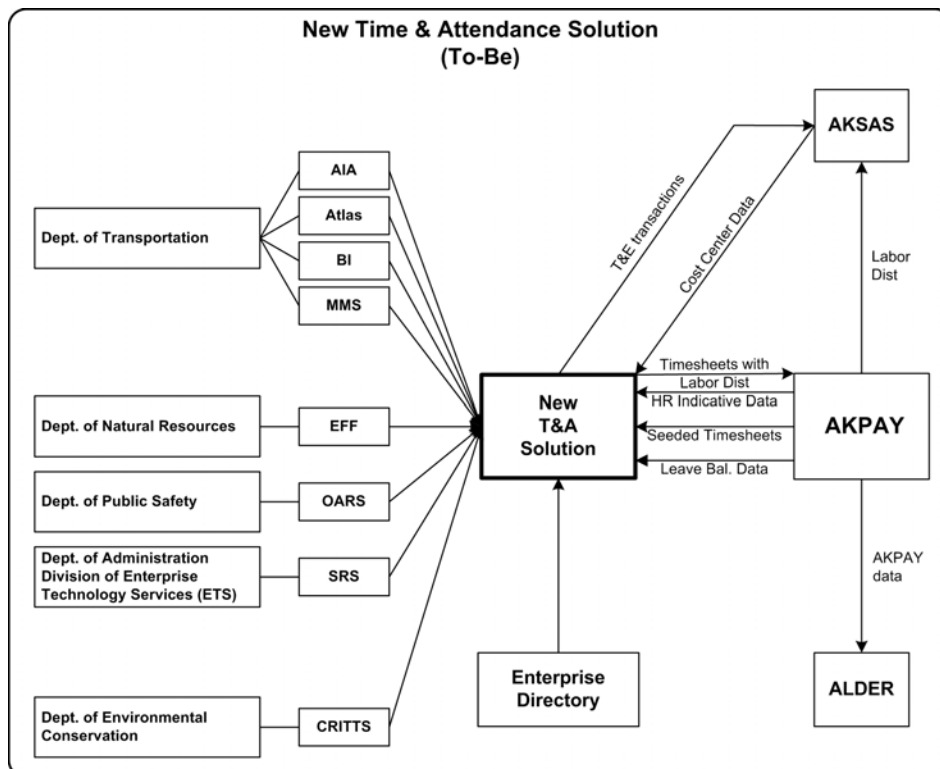 New Time & Attendance Solution
(To-Be)
AKSAS
AIA
Atlas
Dept. of Transportation
BI
MMS
T&E transactions
Cost Center Data
Labor
Dist
Timesheets with
Labor Dist
HR Indicative Data
Seeded Timesheets
Leave Bal. Data
New
T&A
Solution
AKPAY
Dept. of Natural Resources
EFF
Dept. of Public Safety
OARS
Dept. of Administration
Division of Enterprise
Technology Services (ETS)
SRS
AKPAY
data
Enterprise
Directory
ALDER
Dept. of Environmental
Conservation
CRITTS